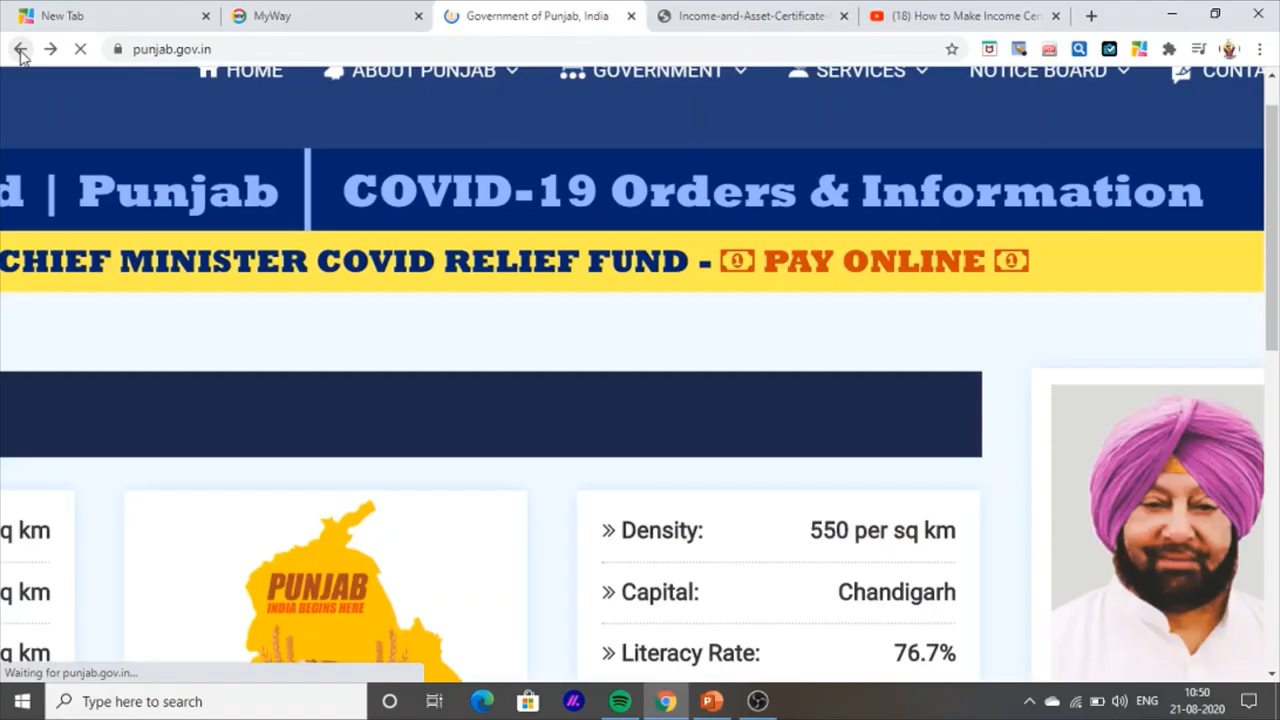 New Tab
MyWay
Government of Punjab, India
Income-and-Asset-Certificate-
(18) How to Make Income Cer
punjab.gov.in
HOME
ABOUT PUNJAB
GOVERNMENT
SERVICES
NOTICE BOARD
CONTA
d | Punjab
COVID-19 Orders & Information
CHIEF MINISTER COVID RELIEF FUND - PAY ONLINE
q km
q km
q km
PUNJAB
INDIA BEGINS HERE
Density: 550 per sq km
Capital: Chandigarh
Literacy Rate: 76.7%
Waiting for punjab.gov.in...
Type here to search
ENG
10:50
21-08-2020